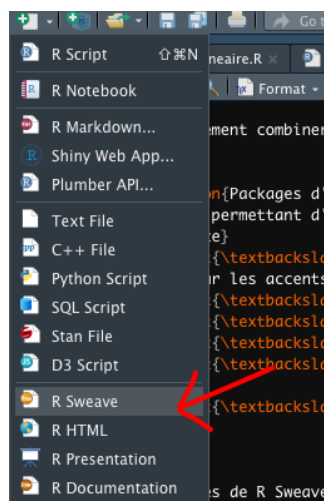 Go t
R Script ⇧⌘N
neaire.R ×
R Notebook
Format
R Markdown...
ement combiner
Shiny Web App...
Plumber API...
on{Packages d'
Text File
permettant d'
C++ File
te}
{\textbacksla
Python Script
r les accents
SQL Script
{\textbacksla
{\textbacksla
Stan File
{\textbacksla
D3 Script
{\textbacksla
R Sweave
{\textbacksla
R HTML
R Presentation
R Documentation
s de R Sweave